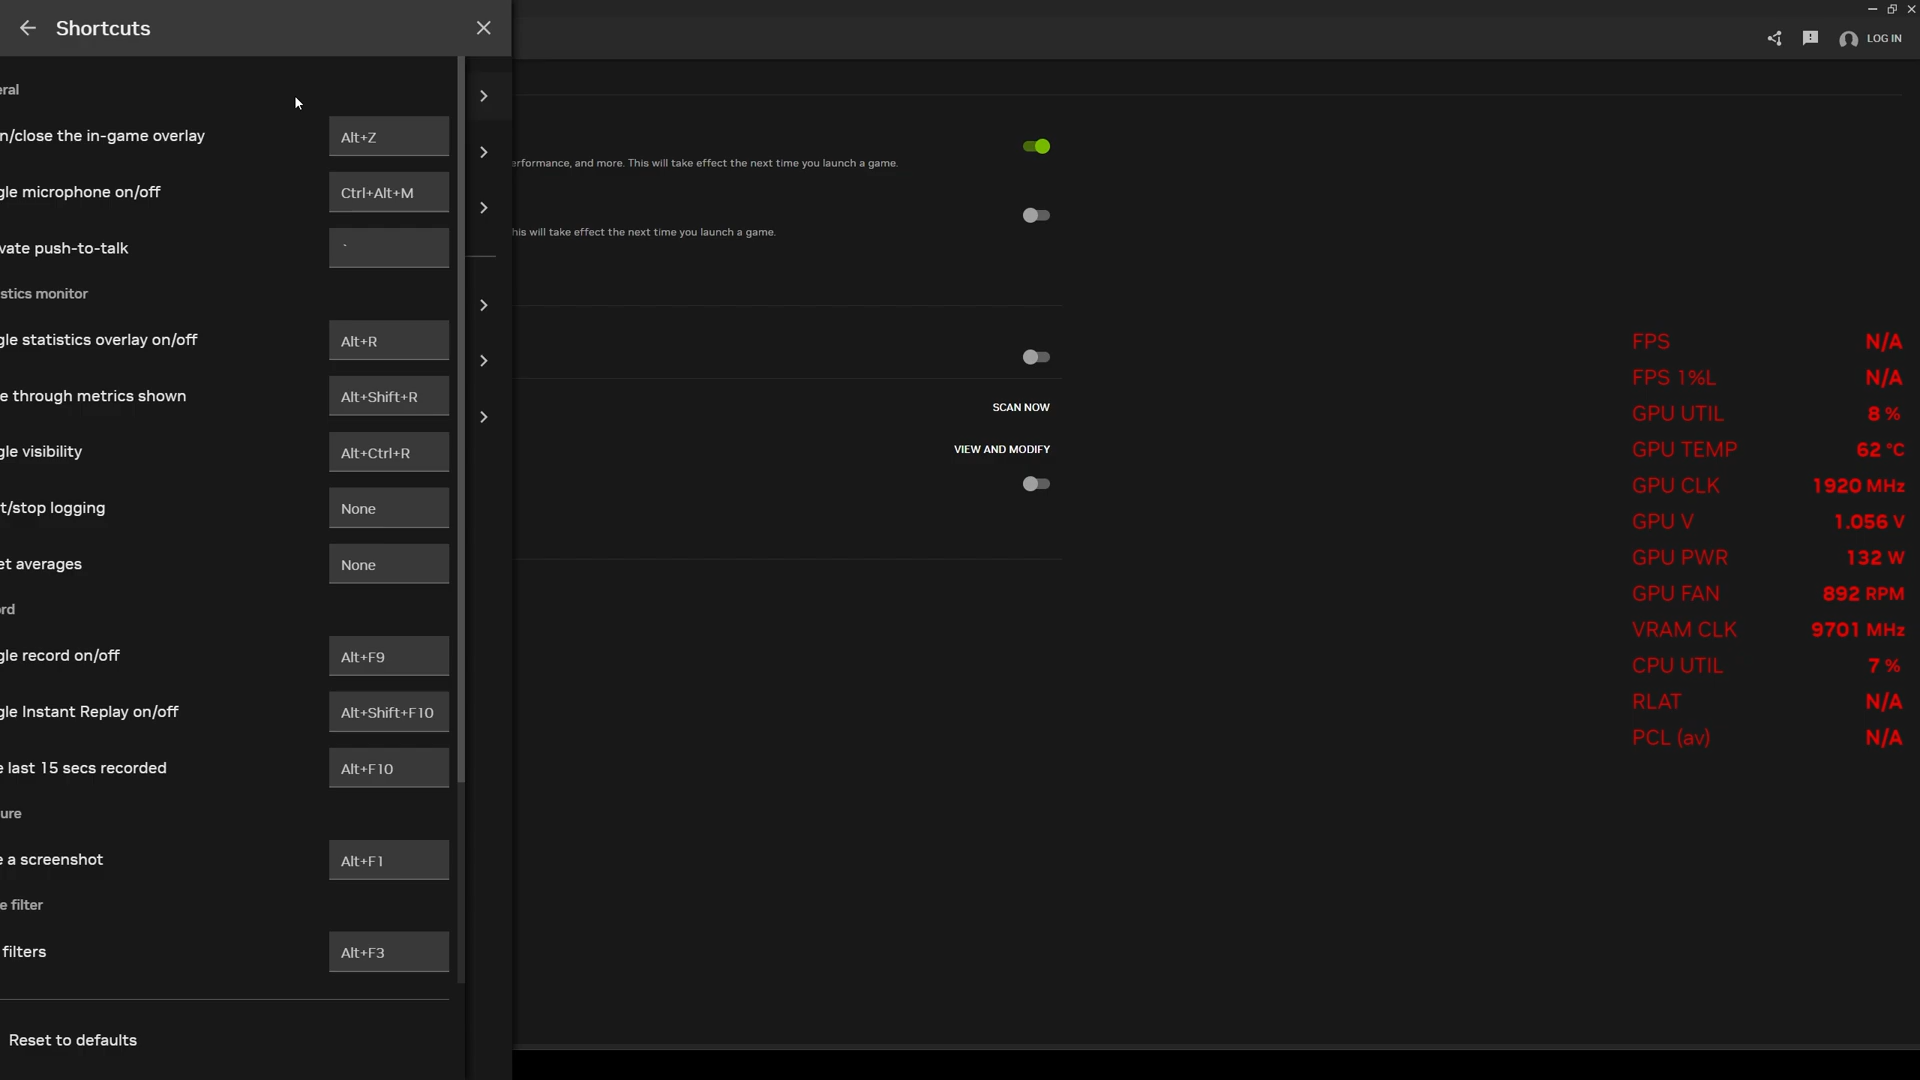 Shortcuts
LOG IN
eral
n/close the in-game overlay Alt+Z
gle microphone on/off Ctrl+Alt+M
vate push-to-talk `
stics monitor
gle statistics overlay on/off Alt+R
e through metrics shown Alt+Shift+R
gle visibility Alt+Ctrl+R
t/stop logging None
et averages None
ord
gle record on/off Alt+F9
gle Instant Replay on/off Alt+Shift+F10
e last 15 secs recorded Alt+F10
ure
e a screenshot Alt+F1
e filter
filters Alt+F3
Reset to defaults
erformance, and more. This will take effect the next time you launch a game.
his will take effect the next time you launch a game.
SCAN NOW
VIEW AND MODIFY
FPS N/A
FPS 1%L N/A
GPU UTIL 8 %
GPU TEMP 62 °C
GPU CLK 1920 MHz
GPU V 1.056 V
GPU PWR 132 W
GPU FAN 892 RPM
VRAM CLK 9701 MHz
CPU UTIL 7 %
RLAT N/A
PCL (av) N/A